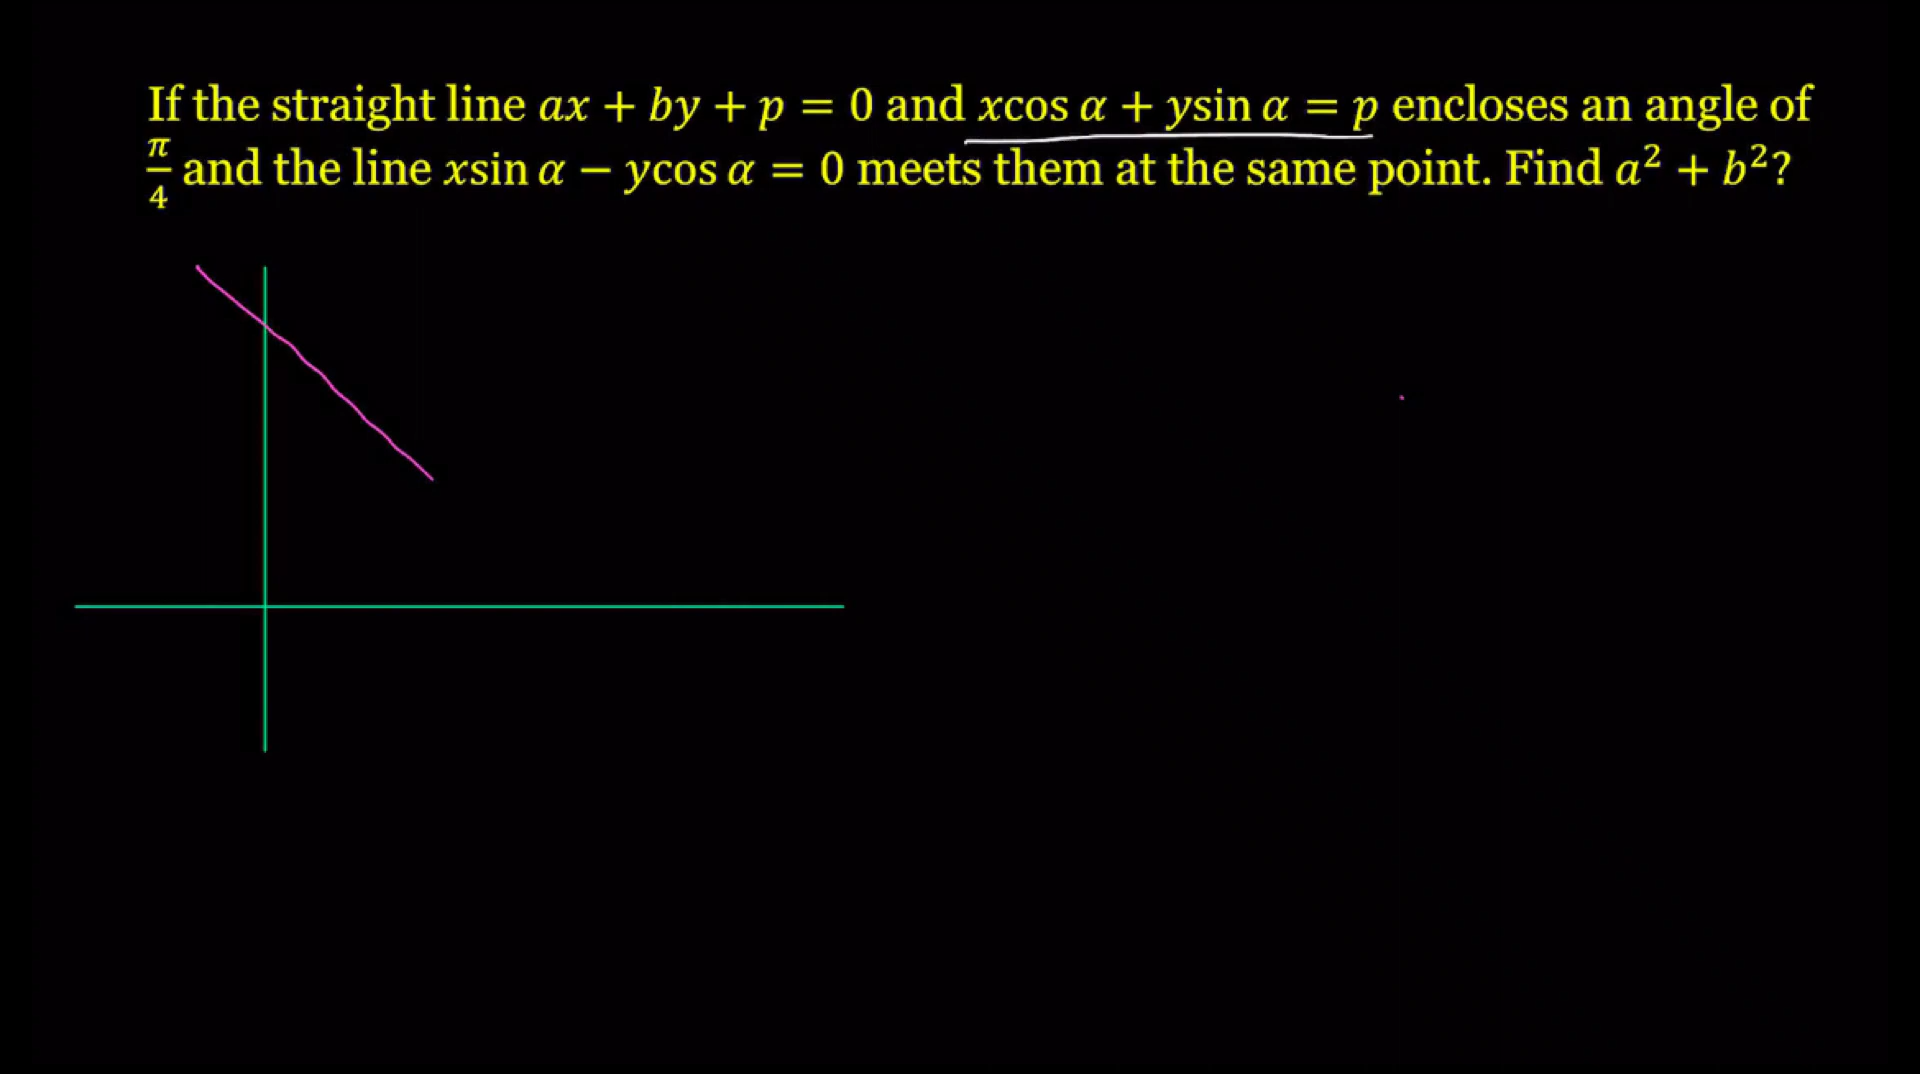 If the straight line ax + by + p = 0 and xcos α + ysin α = p encloses an angle of
π/4 and the line xsin α − ycos α = 0 meets them at the same point. Find a² + b²?